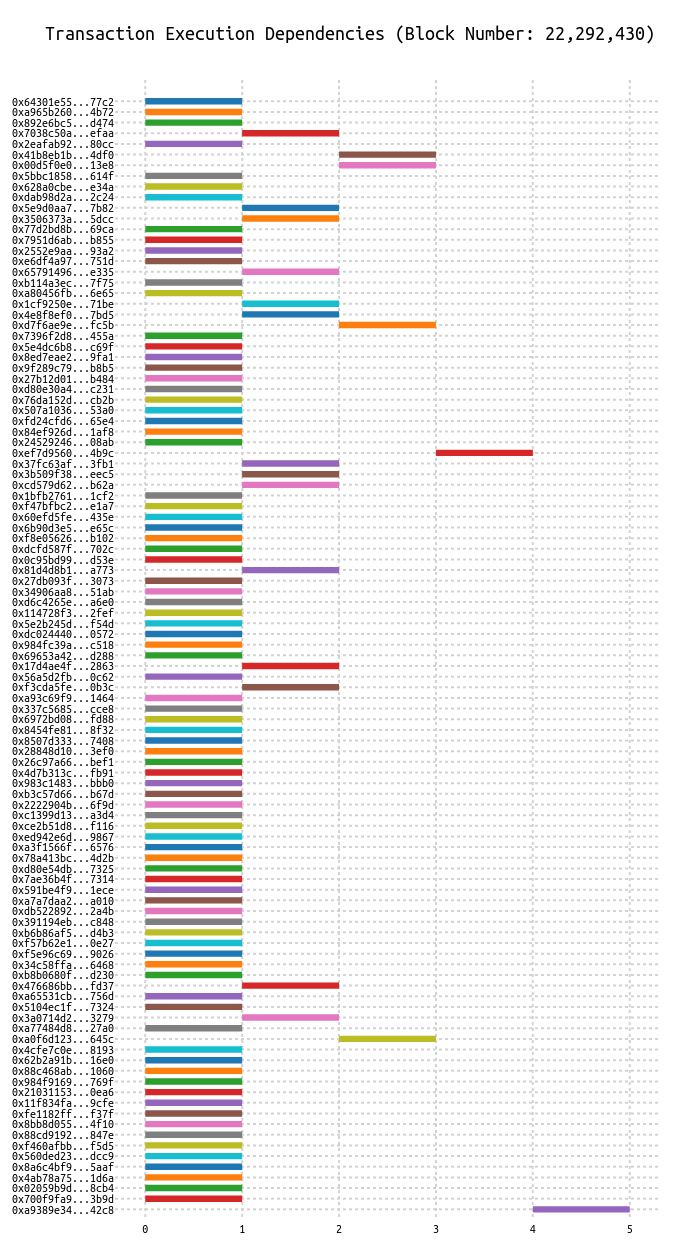 Transaction Execution Dependencies (Block Number: 22,292,430)
0x64301e55...77c2
0xa965b260...4b72
0x892e6bc5...d474
0x7038c50a...efaa
0x2eafab92...80cc
0x41b8eb1b...4df0
0x00d5f0e0...13e8
0x5bbc1858...614f
0x628a0cbe...e34a
0xdab98d2a...2c24
0x5e9d0aa7...7b82
0x3506373a...5dcc
0x77d2bd8b...69ca
0x7951d6ab...b855
0x2552e9aa...93a2
0xe6df4a97...751d
0x65791496...e335
0xb114a3ec...7f75
0xa80456fb...6e65
0x1cf9250e...71be
0x4e8f8ef0...7bd5
0xd7f6ae9e...fc5b
0x7396f2d8...455a
0x5e4dc6b8...c69f
0x8ed7eae2...9fa1
0x9f289c79...b8b5
0x27b12d01...b484
0xd80e30a4...c231
0x76da152d...cb2b
0x507a1036...53a0
0xfd24cfd6...65e4
0x84ef926d...1af8
0x24529246...08ab
0xef7d9560...4b9c
0x37fc63af...3fb1
0x3b509f38...eec5
0xcd579d62...b62a
0x1bfb2761...1cf2
0xf47bfbc2...e1a7
0x60efd5fe...435e
0x6b90d3e5...e65c
0xf8e05626...b102
0xdcfd587f...702c
0x0c95bd99...d53e
0x81d4d8b1...a773
0x27db093f...3073
0x34906aa8...51ab
0xd6c4265e...a6e0
0x114728f3...2fef
0x5e2b245d...f54d
0xdc024440...0572
0x984fc39a...c518
0x69653a42...d288
0x17d4ae4f...2863
0x56a5d2fb...0c62
0xf3cda5fe...0b3c
0xa93c69f9...1464
0x337c5685...cce8
0x6972bd08...fd88
0x8454fe81...8f32
0x8507d333...7408
0x28848d10...3ef0
0x26c97a66...bef1
0x4d7b313c...fb91
0x983c1483...bbb0
0xb3c57d66...b67d
0x2222904b...6f9d
0xc1399d13...a3d4
0xce2b51d8...f116
0xed942e6d...9867
0xa3f1566f...6576
0x78a413bc...4d2b
0xd80e54db...7325
0x7ae36b4f...7314
0x591be4f9...1ece
0xa7a7daa2...a010
0xdb522892...2a4b
0x391194eb...c848
0xb6b86af5...d4b3
0xf57b62e1...0e27
0xf5e96c69...9026
0x34c58ffa...6468
0xb8b0680f...d230
0x476686bb...fd37
0xa65531cb...756d
0x5104ec1f...7324
0x3a0714d2...3279
0xa77484d8...27a0
0xa0f6d123...645c
0x4cfe7c0e...8193
0x62b2a91b...16e0
0x88c468ab...1060
0x984f9169...769f
0x21031153...0ea6
0x11f834fa...9cfe
0xfe1182ff...f37f
0x8bb8d055...4f10
0x88cd9192...847e
0xf460afbb...f5d5
0x560ded23...dcc9
0x8a6c4bf9...5aaf
0x4ab78a75...1d6a
0x02059b9d...8cb4
0x700f9fa9...3b9d
0xa9389e34...42c8
0 1 2 3 4 5